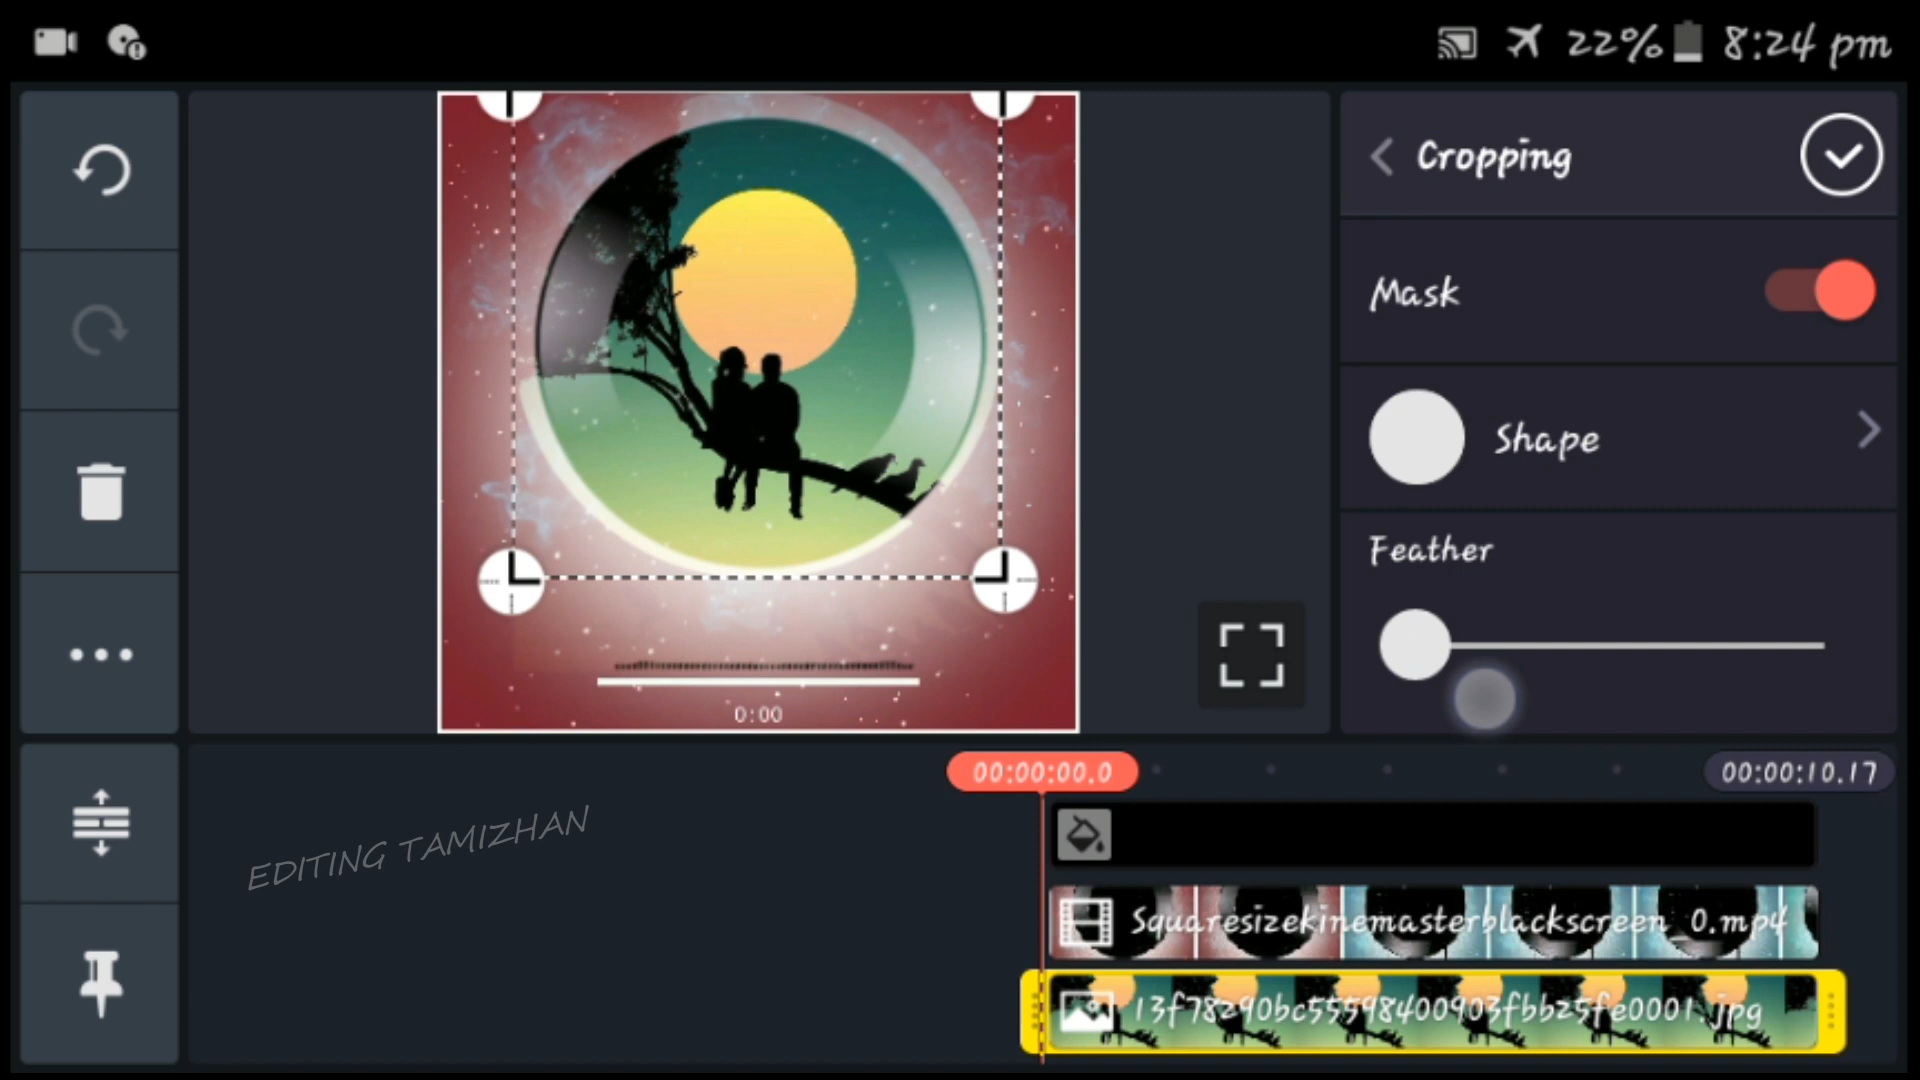 22% 8:24 pm
Cropping
Mask
Shape
Feather
0:00
00:00:00.0
00:00:10.17
EDITING TAMIZHAN
Squaresizekinemasterblackscreen_0.mp4
13f78290bc55598400903fbb25fe0001.jpg